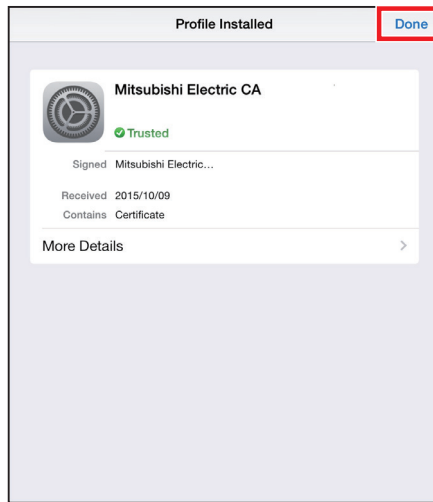 Profile Installed Done
Mitsubishi Electric CA
Trusted
Signed Mitsubishi Electric...
Received 2015/10/09
Contains Certificate
More Details